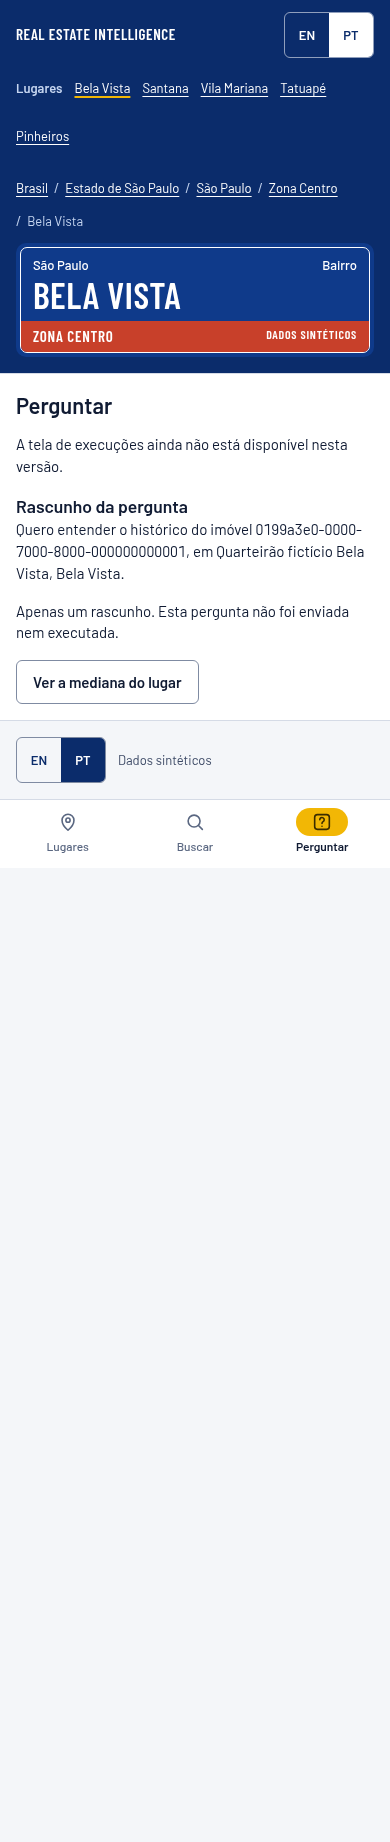 REAL ESTATE INTELLIGENCE
EN PT
Lugares Bela Vista Santana Vila Mariana Tatuapé
Pinheiros
Brasil / Estado de São Paulo / São Paulo / Zona Centro
/ Bela Vista
São Paulo Bairro
BELA VISTA
ZONA CENTRO DADOS SINTÉTICOS
Perguntar
A tela de execuções ainda não está disponível nesta
versão.
Rascunho da pergunta
Quero entender o histórico do imóvel 0199a3e0-0000-
7000-8000-000000000001, em Quarteirão fictício Bela
Vista, Bela Vista.
Apenas um rascunho. Esta pergunta não foi enviada
nem executada.
Ver a mediana do lugar
EN PT Dados sintéticos
Lugares Buscar Perguntar